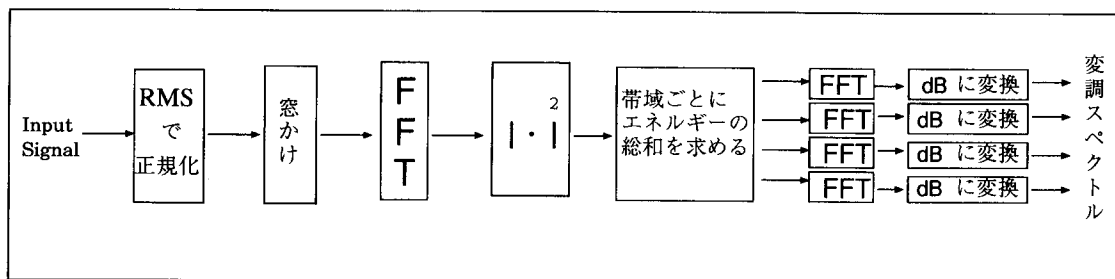 Input
Signal
RMS
で
正規化
窓かけ
FFT
|・|²
帯域ごとに
エネルギーの
総和を求める
FFT
dB に変換
FFT
dB に変換
FFT
dB に変換
FFT
dB に変換
変調スペクトル